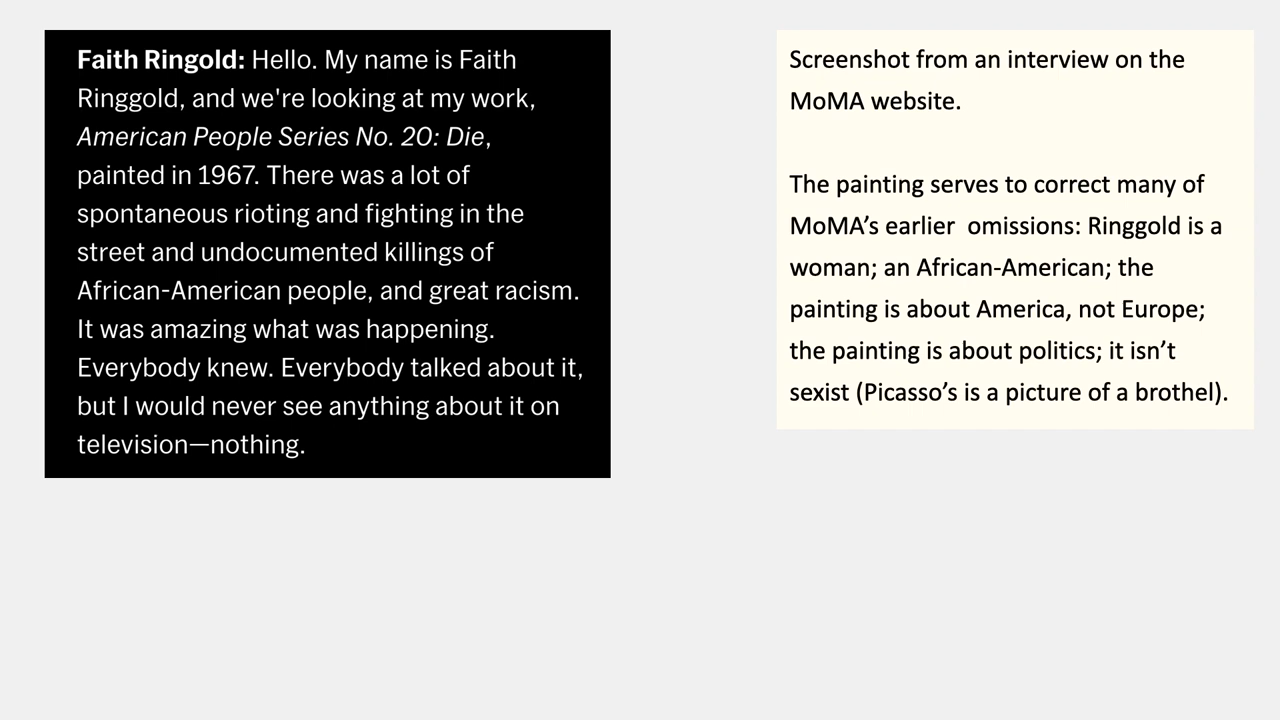 Faith Ringold: Hello. My name is Faith
Ringgold, and we're looking at my work,
American People Series No. 20: Die,
painted in 1967. There was a lot of
spontaneous rioting and fighting in the
street and undocumented killings of
African-American people, and great racism.
It was amazing what was happening.
Everybody knew. Everybody talked about it,
but I would never see anything about it on
television—nothing.
Screenshot from an interview on the
MoMA website.
The painting serves to correct many of
MoMA’s earlier  omissions: Ringgold is a
woman; an African-American; the
painting is about America, not Europe;
the painting is about politics; it isn’t
sexist (Picasso’s is a picture of a brothel).